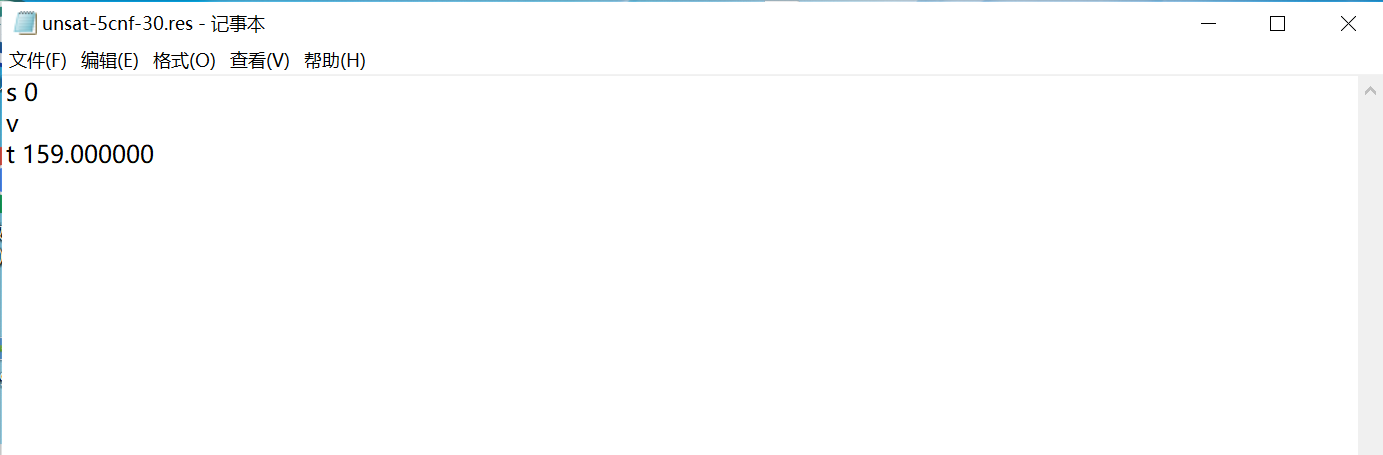 unsat-5cnf-30.res - 记事本
文件(F) 编辑(E) 格式(O) 查看(V) 帮助(H)
s 0
v
t 159.000000